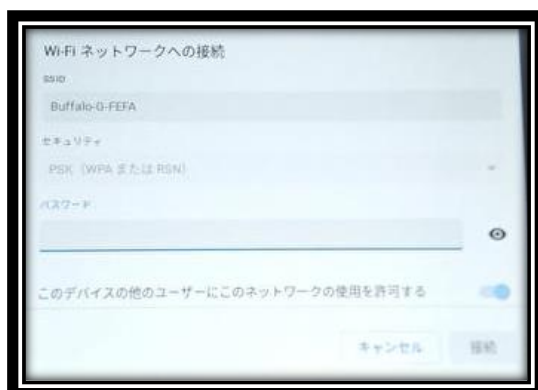 Wi-Fi ネットワークへの接続
SSID
Buffalo-G-FEFA
セキュリティ
PSK（WPA または RSN）
パスワード
このデバイスの他のユーザーにこのネットワークの使用を許可する
キャンセル 接続